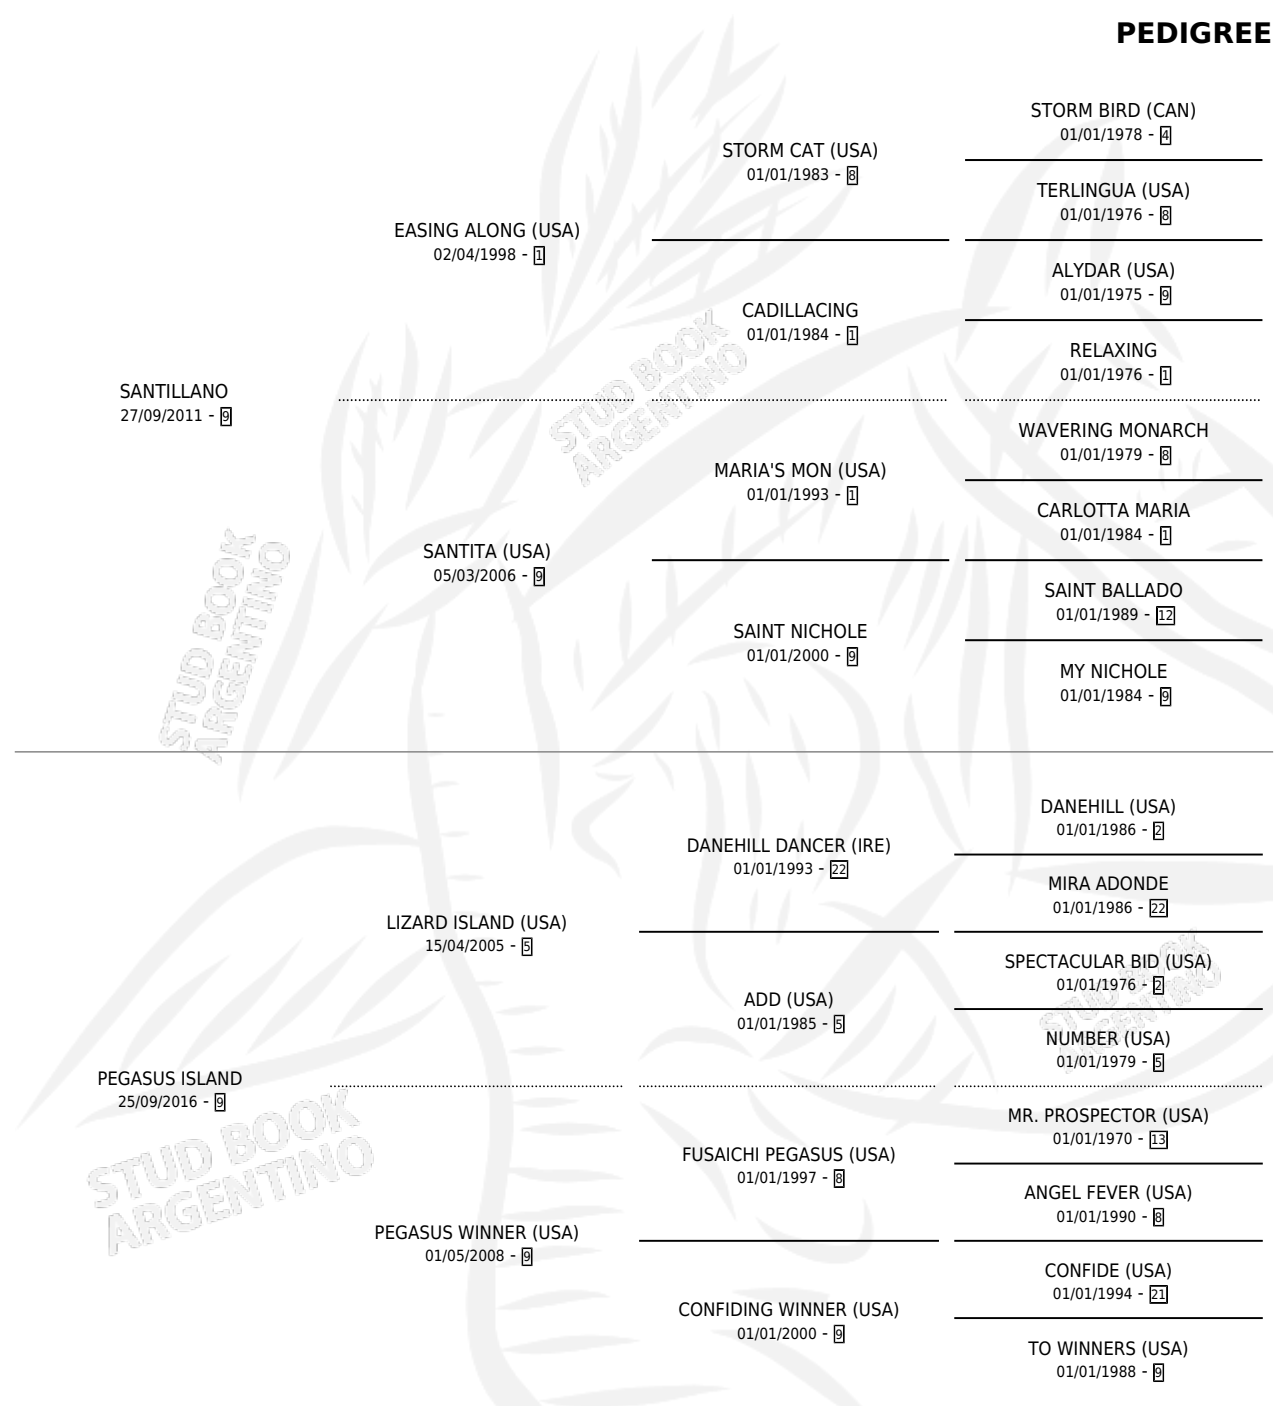 PEDIGREE
STORM BIRD (CAN)
01/01/1978 - 4
STORM CAT (USA)
01/01/1983 - 8
TERLINGUA (USA)
01/01/1976 - 8
EASING ALONG (USA)
02/04/1998 - 1
ALYDAR (USA)
01/01/1975 - 9
CADILLACING
01/01/1984 - 1
RELAXING
01/01/1976 - 1
SANTILLANO
27/09/2011 - 9
STUD BOOK
ARGENTINO
WAVERING MONARCH
01/01/1979 - 8
MARIA'S MON (USA)
01/01/1993 - 1
CARLOTTA MARIA
01/01/1984 - 1
SANTITA (USA)
05/03/2006 - 9
SAINT BALLADO
01/01/1989 - 12
SAINT NICHOLE
01/01/2000 - 9
MY NICHOLE
01/01/1984 - 9
STUD BOOK
ARGENTINO
DANEHILL (USA)
01/01/1986 - 2
DANEHILL DANCER (IRE)
01/01/1993 - 22
MIRA ADONDE
01/01/1986 - 22
LIZARD ISLAND (USA)
15/04/2005 - 5
SPECTACULAR BID (USA)
01/01/1976 - 2
ADD (USA)
01/01/1985 - 5
STUD BOOK
ARGENTINO
NUMBER (USA)
01/01/1979 - 5
PEGASUS ISLAND
25/09/2016 - 9
STUD BOOK
ARGENTINO
MR. PROSPECTOR (USA)
01/01/1970 - 13
FUSAICHI PEGASUS (USA)
01/01/1997 - 8
ANGEL FEVER (USA)
01/01/1990 - 8
PEGASUS WINNER (USA)
01/05/2008 - 9
CONFIDE (USA)
01/01/1994 - 21
CONFIDING WINNER (USA)
01/01/2000 - 9
TO WINNERS (USA)
01/01/1988 - 9